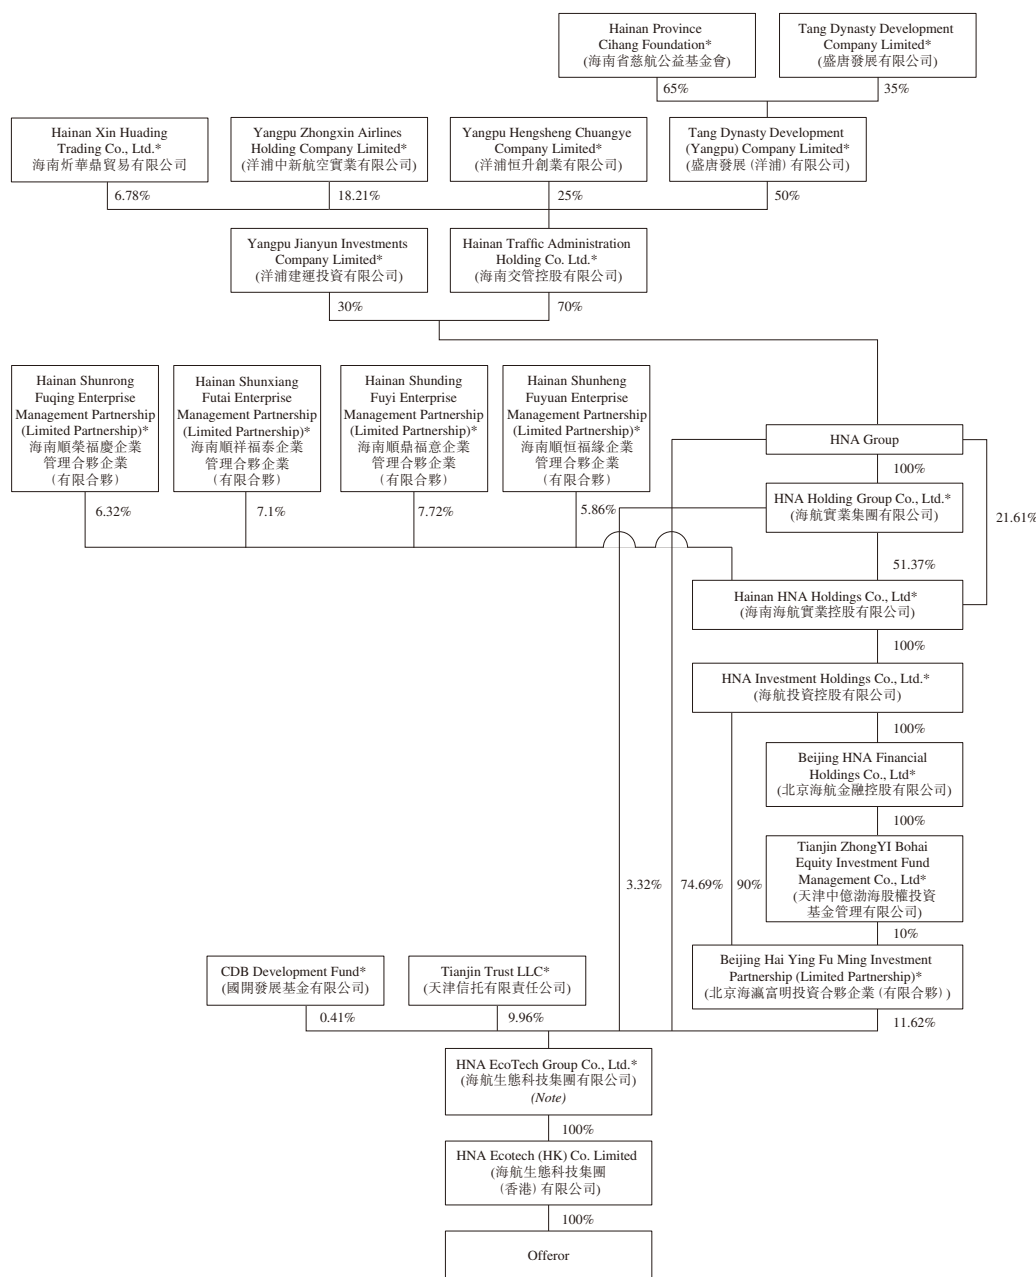 Hainan Province
Cihang Foundation*
(海南省慈航公益基金會)
Tang Dynasty Development
Company Limited*
(盛唐發展有限公司)
65%
35%
Hainan Xin Huading
Trading Co., Ltd.*
海南炘華鼎貿易有限公司
Yangpu Zhongxin Airlines
Holding Company Limited*
(洋浦中新航空實業有限公司)
Yangpu Hengsheng Chuangye
Company Limited*
(洋浦恒升創業有限公司)
Tang Dynasty Development
(Yangpu) Company Limited*
(盛唐發展(洋浦)有限公司)
6.78%
18.21%
25%
50%
Yangpu Jianyun Investments
Company Limited*
(洋浦建運投資有限公司)
Hainan Traffic Administration
Holding Co. Ltd.*
(海南交管控股有限公司)
30%
70%
Hainan Shunrong
Fuqing Enterprise
Management Partnership
(Limited Partnership)*
海南順榮福慶企業
管理合夥企業
(有限合夥)
Hainan Shunxiang
Futai Enterprise
Management Partnership
(Limited Partnership)*
海南順祥福泰企業
管理合夥企業
(有限合夥)
Hainan Shunding
Fuyi Enterprise
Management Partnership
(Limited Partnership)*
海南順鼎福意企業
管理合夥企業
(有限合夥)
Hainan Shunheng
Fuyuan Enterprise
Management Partnership
(Limited Partnership)*
海南順恒福緣企業
管理合夥企業
(有限合夥)
HNA Group
100%
6.32%
7.1%
7.72%
5.86%
HNA Holding Group Co., Ltd.*
(海航實業集團有限公司)
21.61%
51.37%
Hainan HNA Holdings Co., Ltd*
(海南海航實業控股有限公司)
100%
HNA Investment Holdings Co., Ltd.*
(海航投資控股有限公司)
100%
Beijing HNA Financial
Holdings Co., Ltd*
(北京海航金融控股有限公司)
100%
Tianjin ZhongYI Bohai
Equity Investment Fund
Management Co., Ltd*
(天津中億渤海股權投資
基金管理有限公司)
3.32%
74.69%
90%
10%
CDB Development Fund*
(國開發展基金有限公司)
Tianjin Trust LLC*
(天津信托有限責任公司)
Beijing Hai Ying Fu Ming Investment
Partnership (Limited Partnership)*
(北京海瀛富明投資合夥企業(有限合夥))
0.41%
9.96%
11.62%
HNA EcoTech Group Co., Ltd.*
(海航生態科技集團有限公司)
(Note)
100%
HNA Ecotech (HK) Co. Limited
(海航生態科技集團
(香港)有限公司)
100%
Offeror